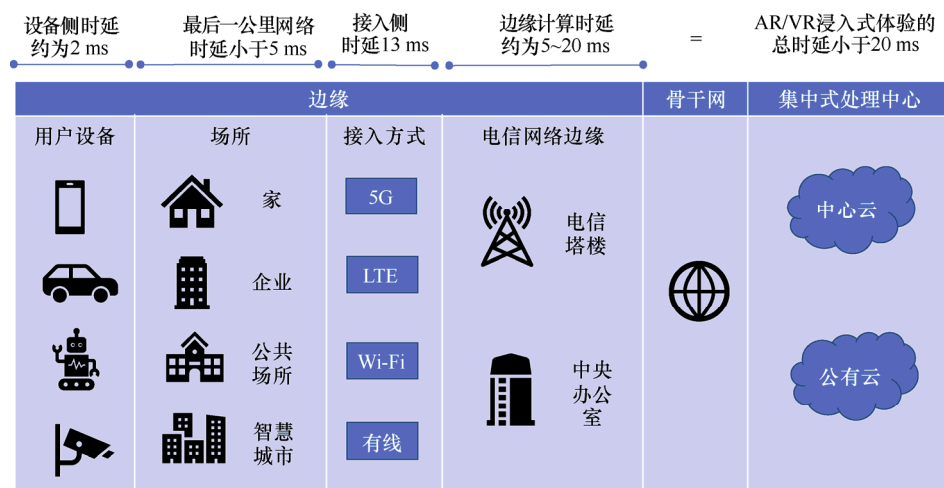 设备侧时延
约为2 ms
最后一公里网络
时延小于5 ms
接入侧
时延13 ms
边缘计算时延
约为5~20 ms
=
AR/VR浸入式体验的
总时延小于20 ms
边缘
骨干网
集中式处理中心
用户设备
场所
接入方式
电信网络边缘
家
5G
电信
塔楼
中心云
企业
LTE
公共
场所
Wi-Fi
中央
办公
室
公有云
智慧
城市
有线